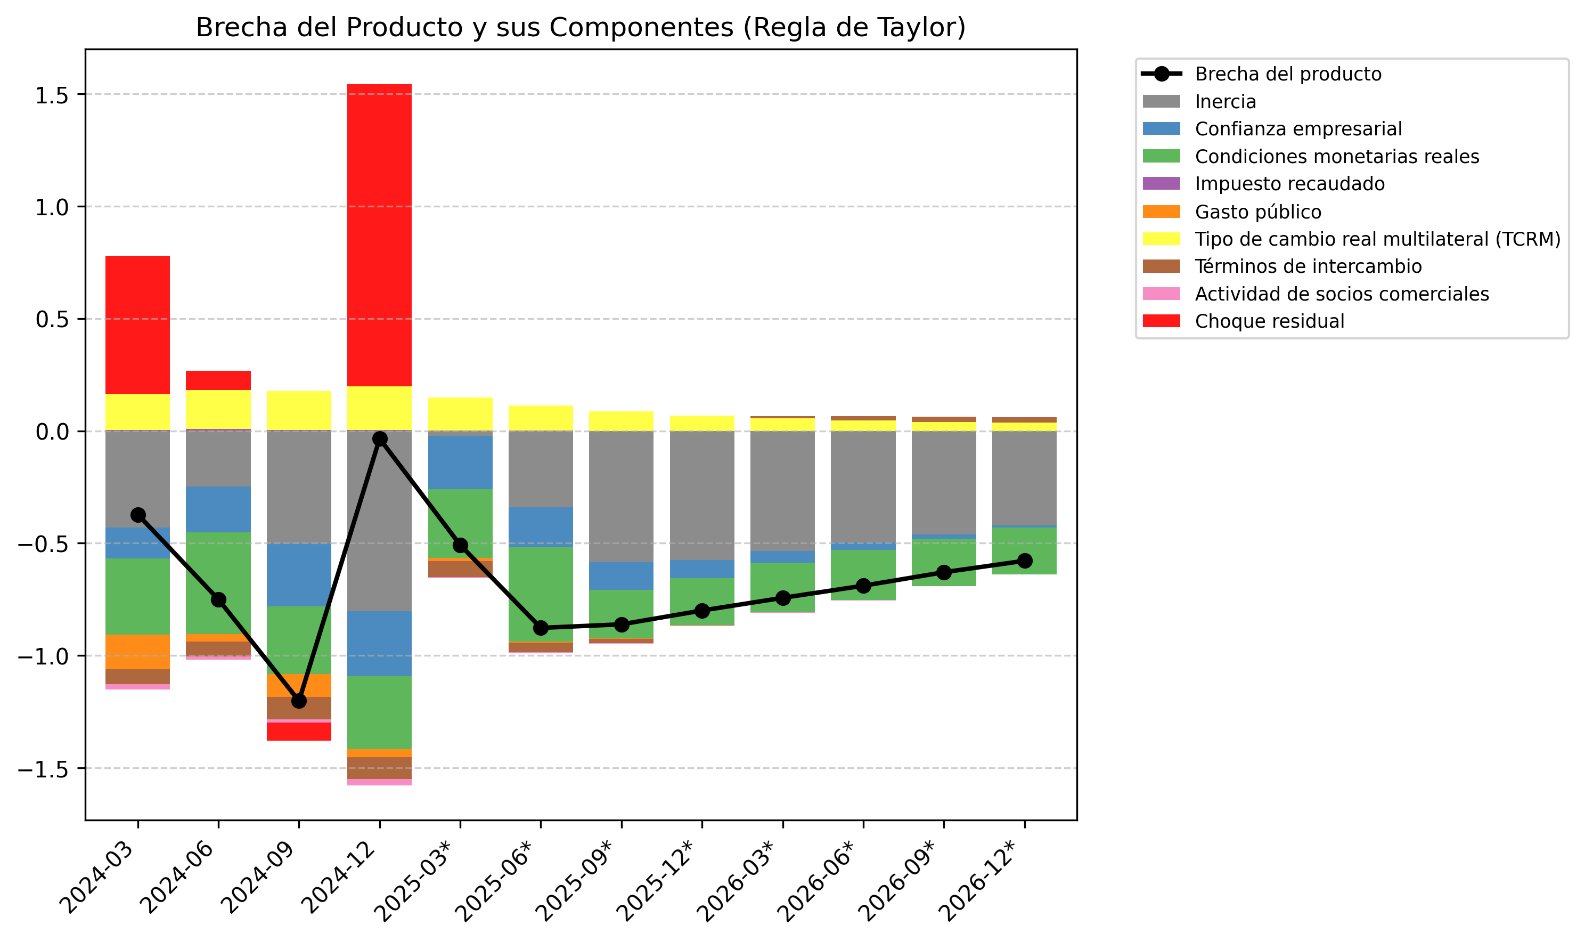 Brecha del Producto y sus Componentes (Regla de Taylor)
1.5
1.0
0.5
0.0
−0.5
−1.0
−1.5
2024-03
2024-06
2024-09
2024-12
2025-03*
2025-06*
2025-09*
2025-12*
2026-03*
2026-06*
2026-09*
2026-12*
Brecha del producto
Inercia
Confianza empresarial
Condiciones monetarias reales
Impuesto recaudado
Gasto público
Tipo de cambio real multilateral (TCRM)
Términos de intercambio
Actividad de socios comerciales
Choque residual